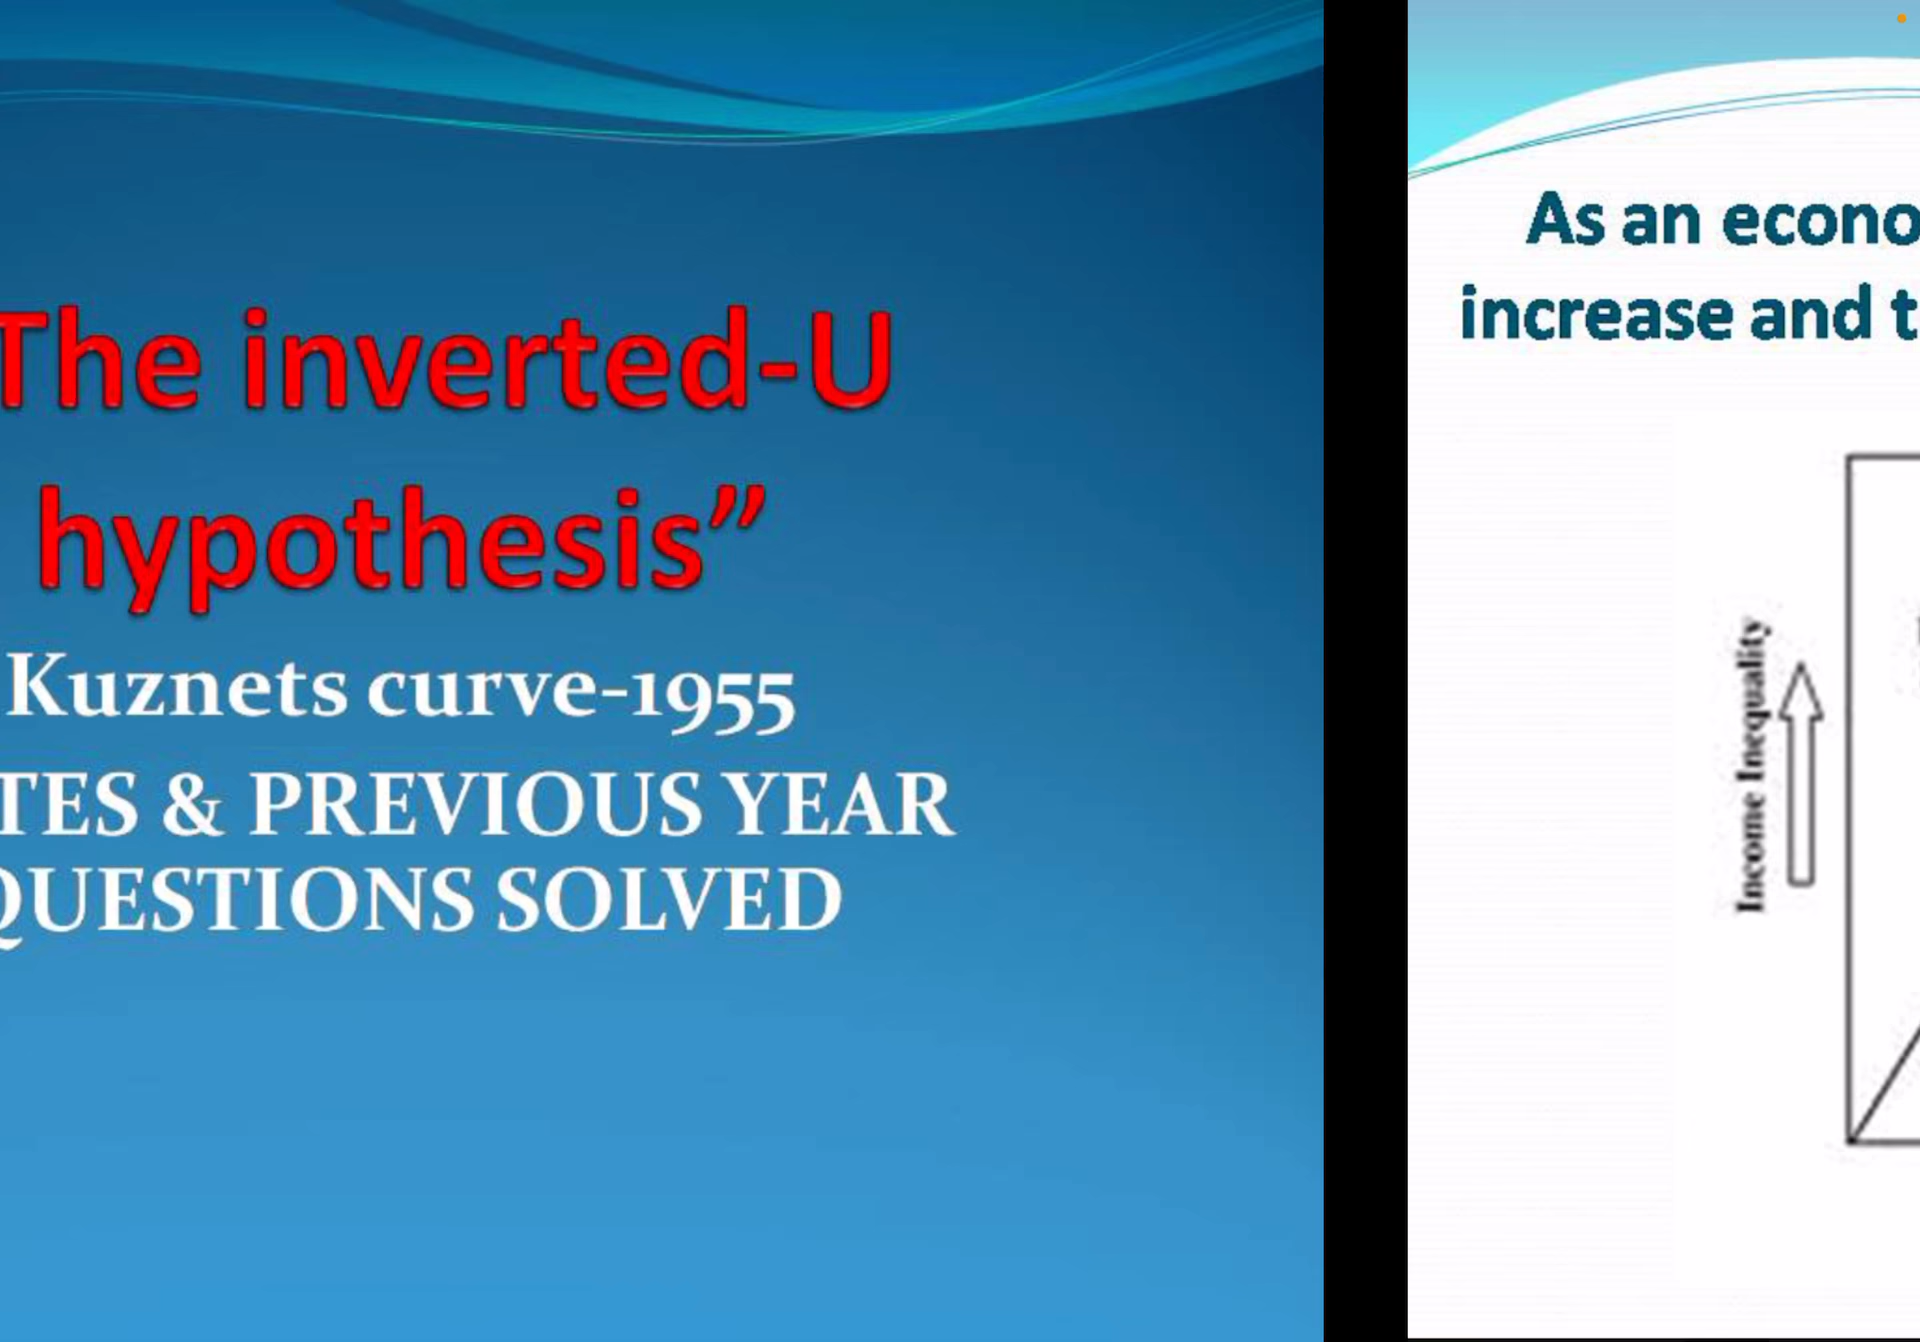 The inverted-U
hypothesis”
Kuznets curve-1955
TES & PREVIOUS YEAR
QUESTIONS SOLVED
As an econo
increase and t
Income Inequality